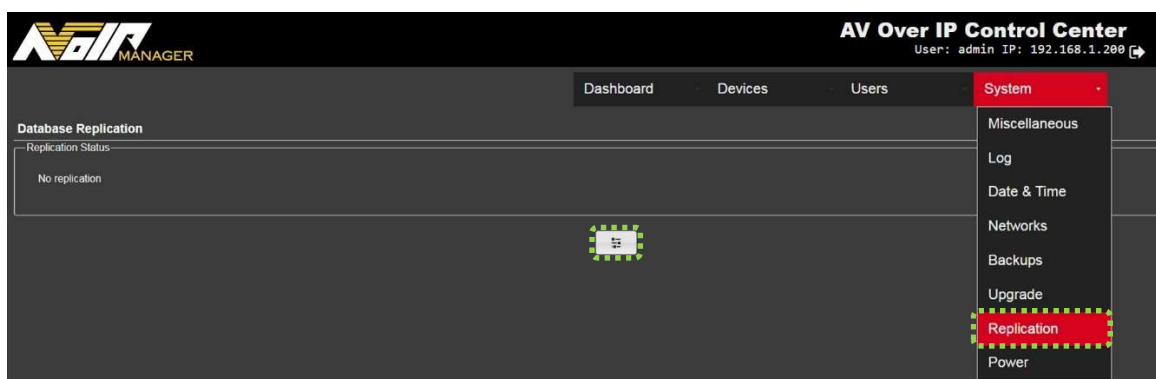 AVoIP
MANAGER
AV Over IP Control Center
User: admin IP: 192.168.1.200
Dashboard Devices Users System
Database Replication
Replication Status
No replication
Miscellaneous
Log
Date & Time
Networks
Backups
Upgrade
Replication
Power